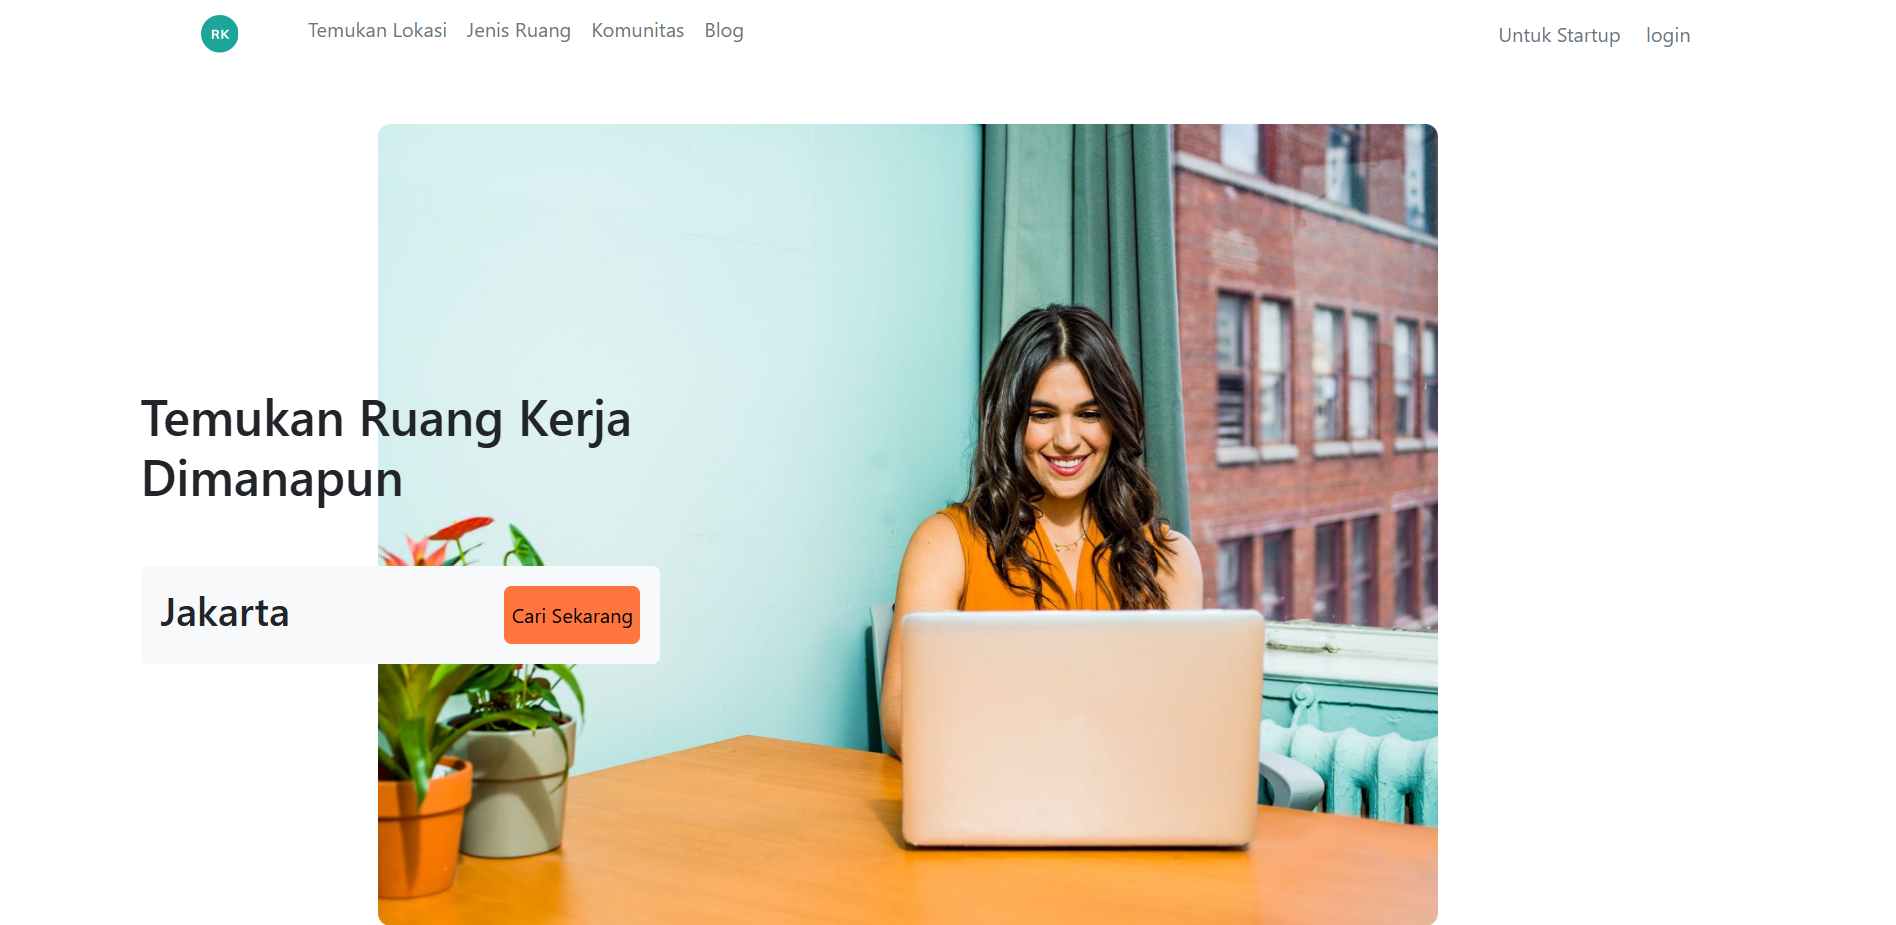 RK
Temukan Lokasi Jenis Ruang Komunitas Blog
Untuk Startup login
Temukan Ruang Kerja
Dimanapun
Jakarta
Cari Sekarang